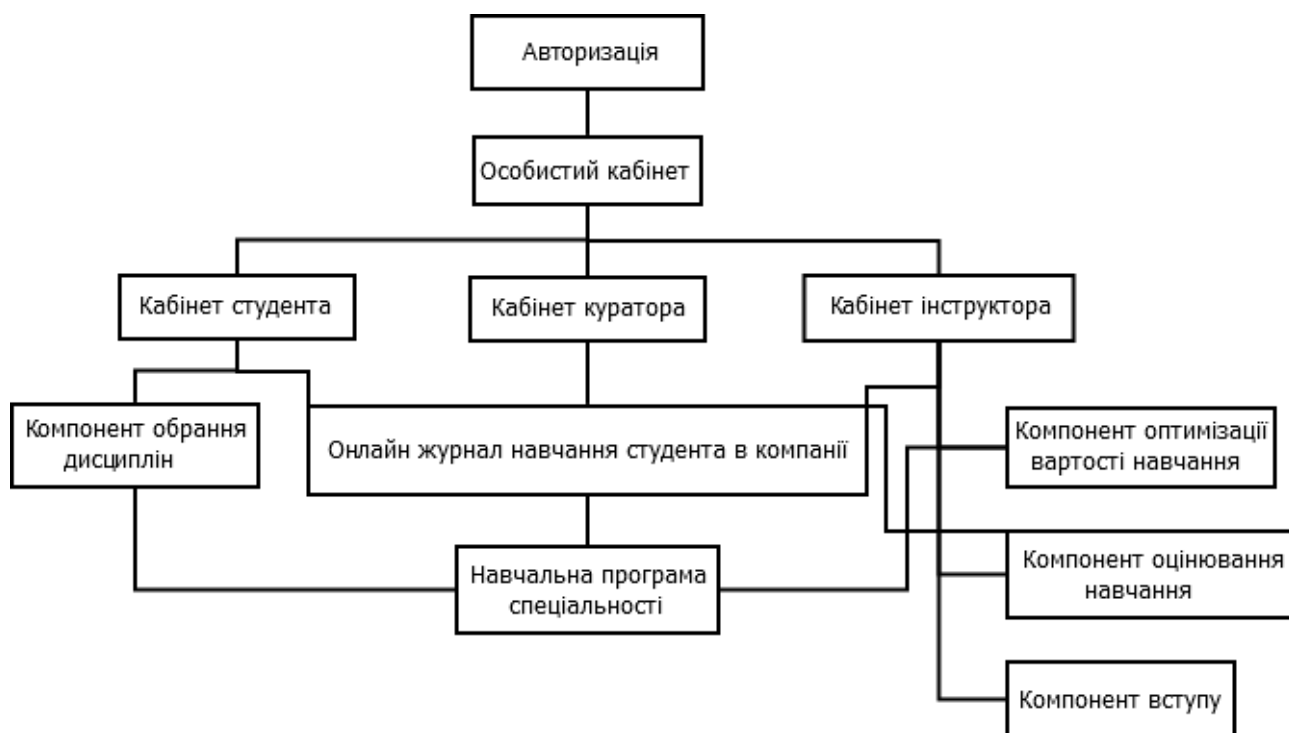 Авторизація
Особистий кабінет
Кабінет студента
Кабінет куратора
Кабінет інструктора
Компонент обрання
дисциплін
Онлайн журнал навчання студента в компанії
Компонент оптимізації
вартості навчання
Навчальна програма
спеціальності
Компонент оцінювання
навчання
Компонент вступу